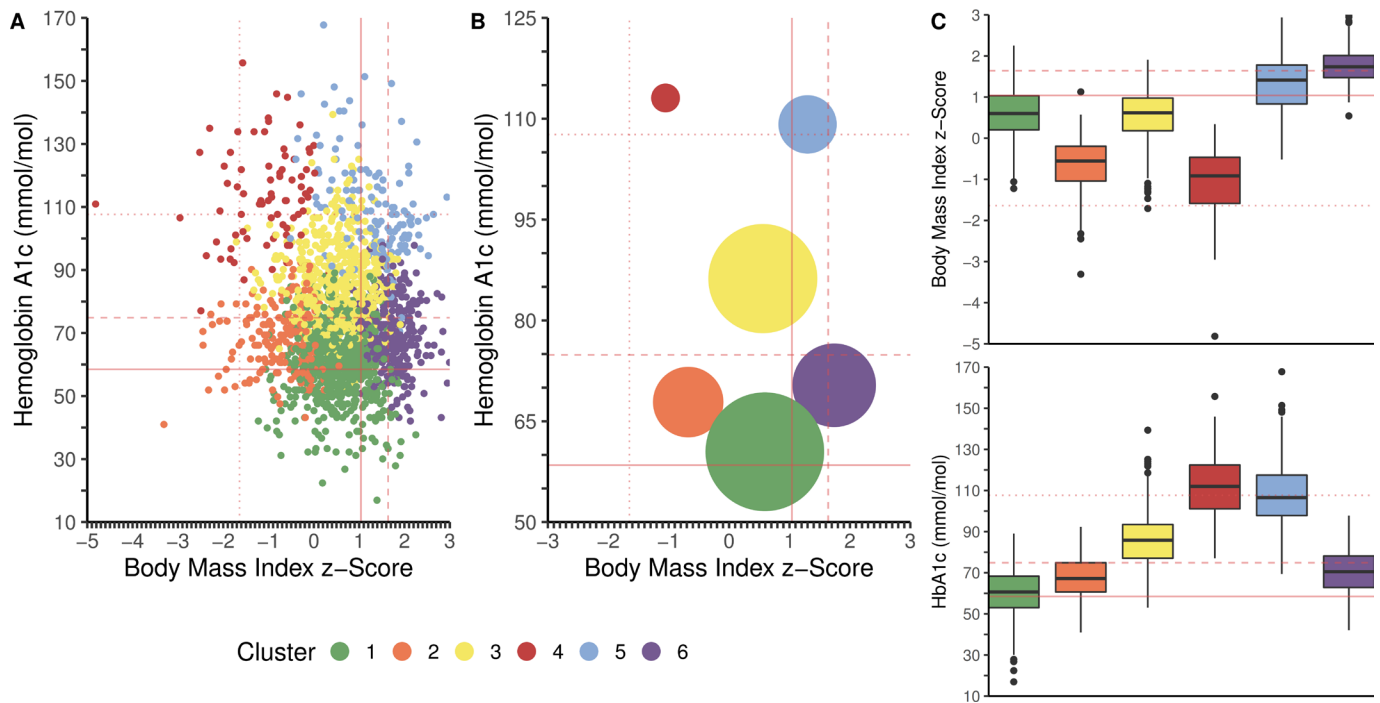 A
Hemoglobin A1c (mmol/mol)
170
150
130
110
90
70
50
30
10
−5 −4 −3 −2 −1 0 1 2 3
Body Mass Index z−Score
B
Hemoglobin A1c (mmol/mol)
125
110
95
80
65
50
−3 −2 −1 0 1 2 3
Body Mass Index z−Score
C
Body Mass Index z−Score
3
2
1
0
−1
−2
−3
−4
−5
HbA1c (mmol/mol)
170
150
130
110
90
70
50
30
10
Cluster 1 2 3 4 5 6